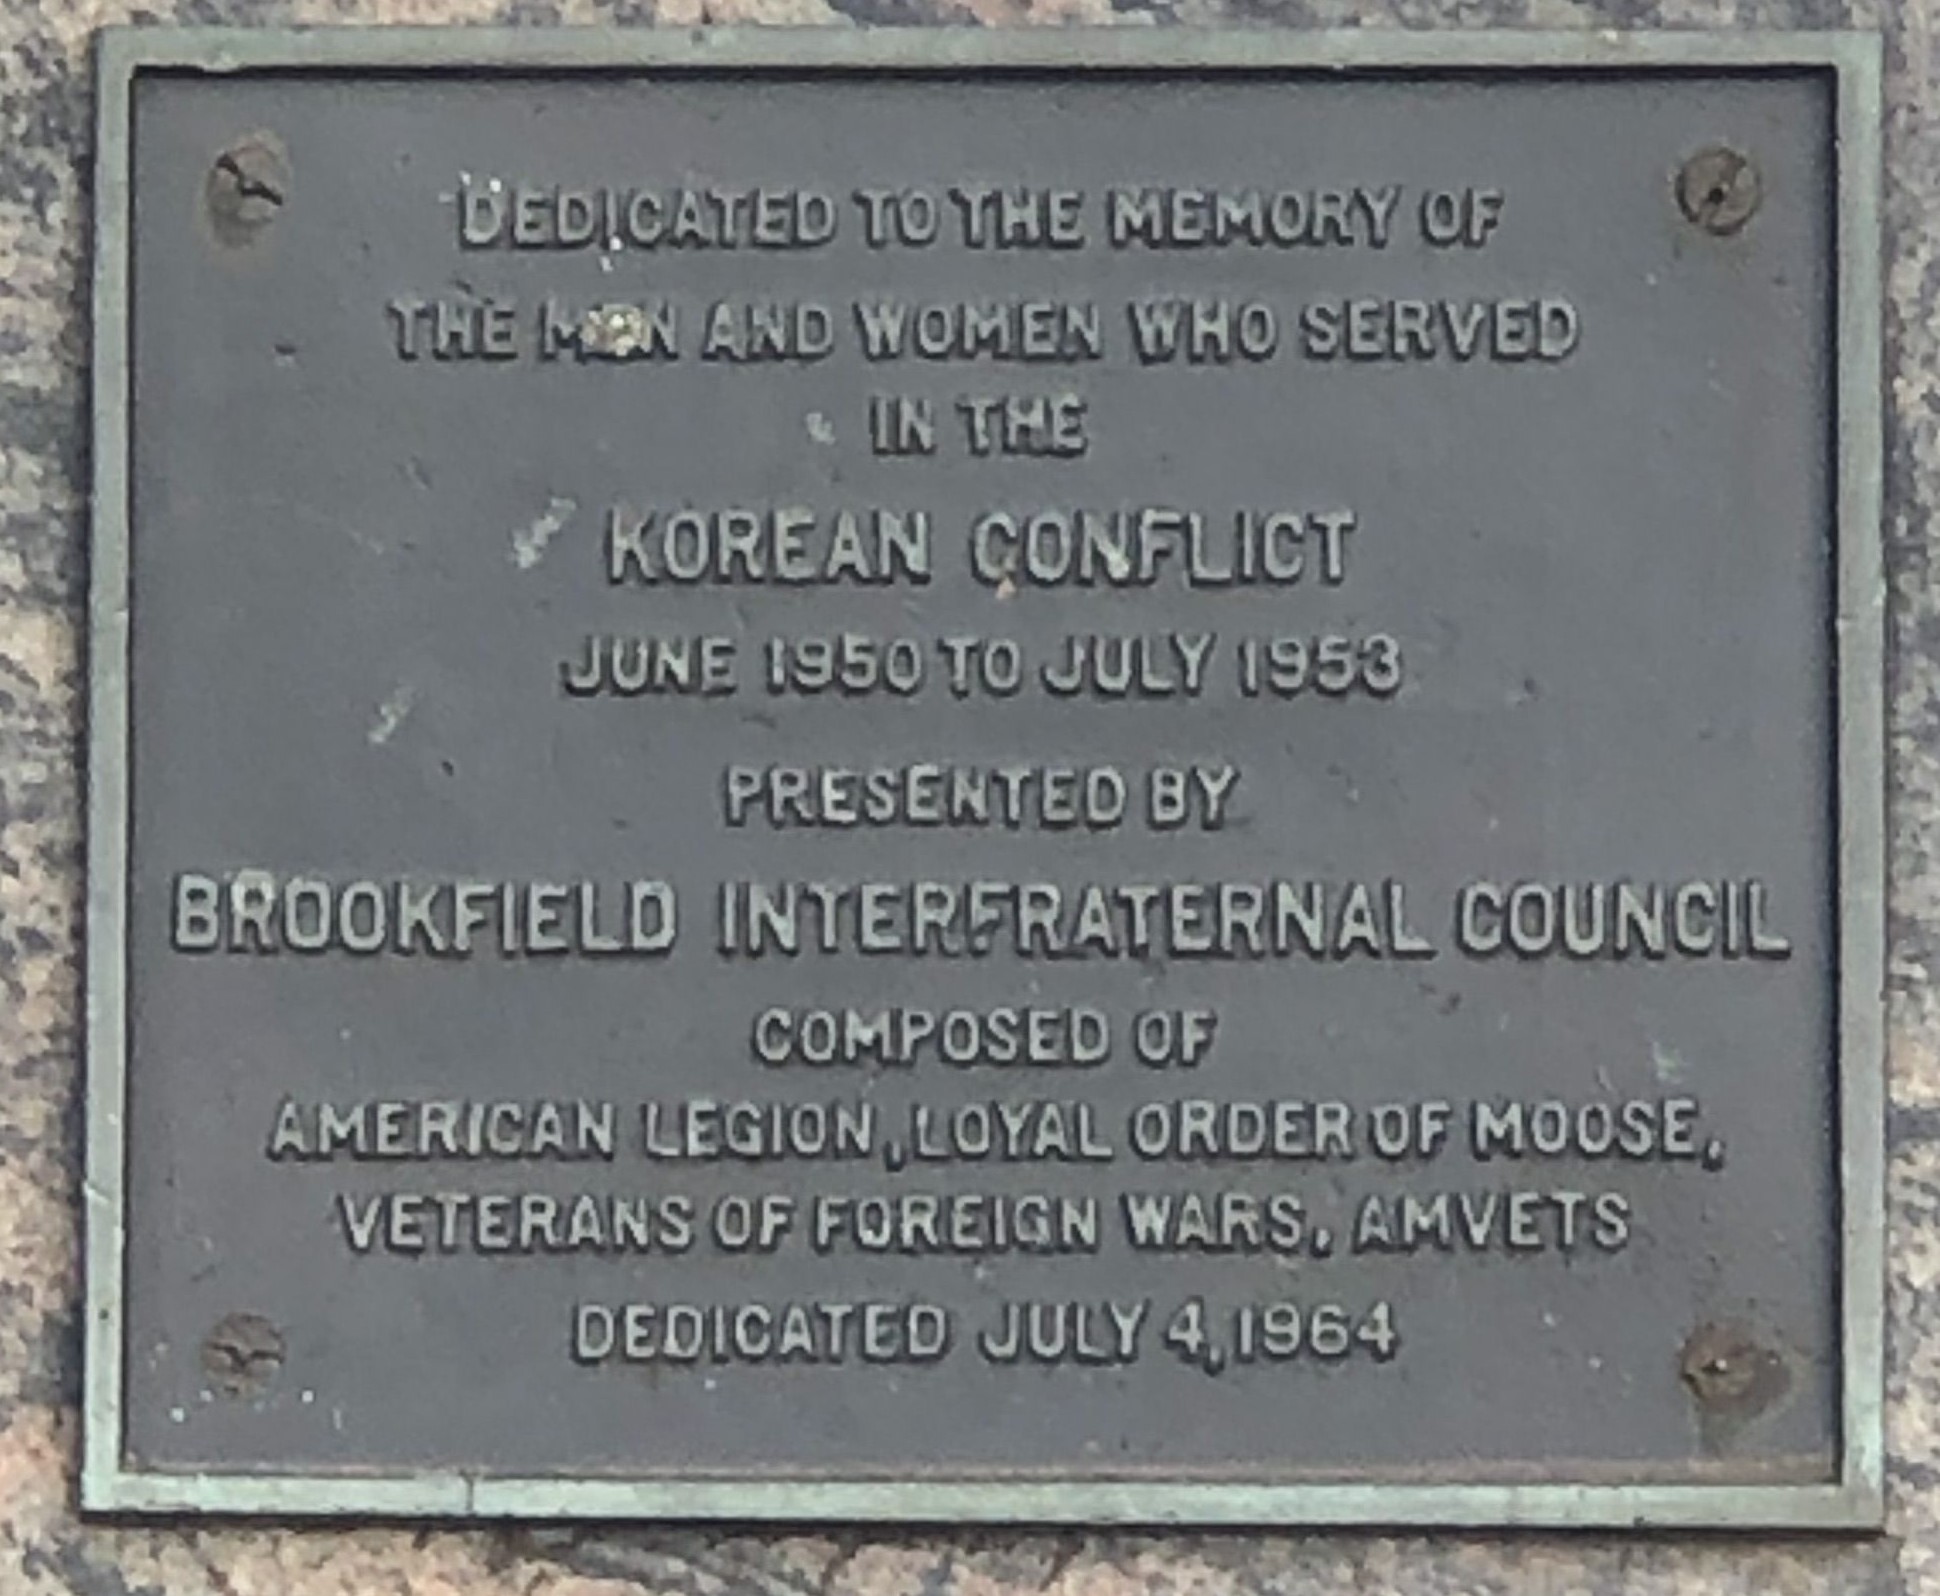 DEDICATED TO THE MEMORY OF
THE MEN AND WOMEN WHO SERVED
IN THE
KOREAN CONFLICT
JUNE 1950 TO JULY 1953
PRESENTED BY
BROOKFIELD INTERFRATERNAL COUNCIL
COMPOSED OF
AMERICAN LEGION, LOYAL ORDER OF MOOSE,
VETERANS OF FOREIGN WARS, AMVETS
DEDICATED JULY 4, 1964